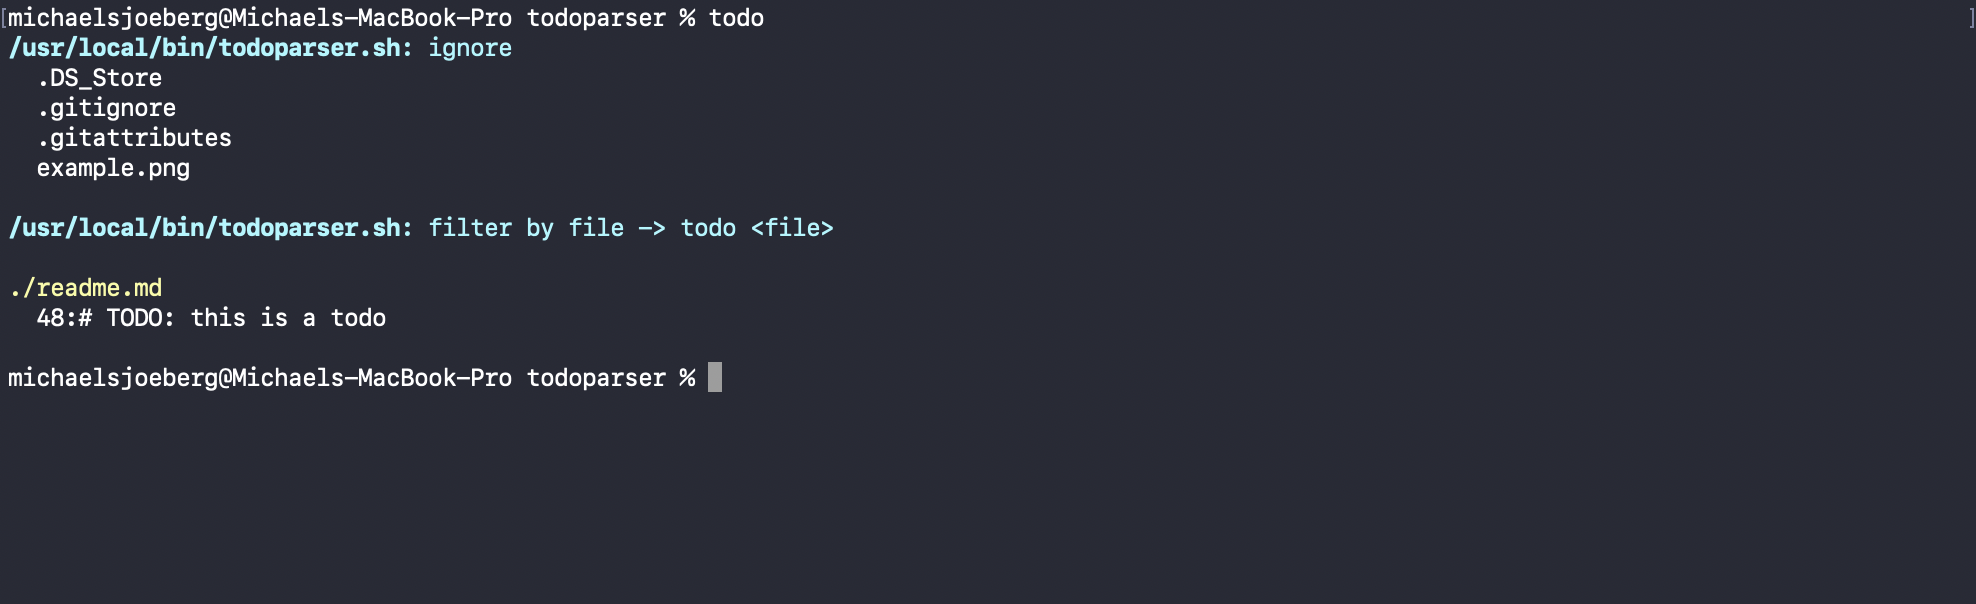 [michaelsjoeberg@Michaels-MacBook-Pro todoparser % todo ]
/usr/local/bin/todoparser.sh: ignore
  .DS_Store
  .gitignore
  .gitattributes
  example.png
/usr/local/bin/todoparser.sh: filter by file -> todo <file>
./readme.md
  48:# TODO: this is a todo
michaelsjoeberg@Michaels-MacBook-Pro todoparser %